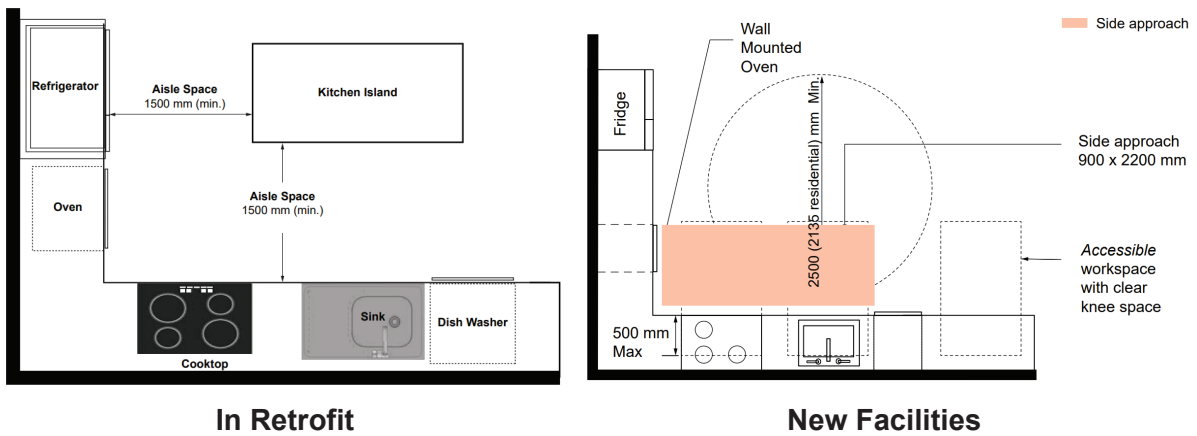 Refrigerator
Aisle Space
1500 mm (min.)
Kitchen Island
Oven
Aisle Space
1500 mm (min.)
Sink
Dish Washer
Cooktop
In Retrofit
Side approach
Wall
Mounted
Oven
Fridge
2500 (2135 residential) mm Min.
Side approach
900 x 2200 mm
Accessible
workspace
with clear
knee space
500 mm
Max
New Facilities